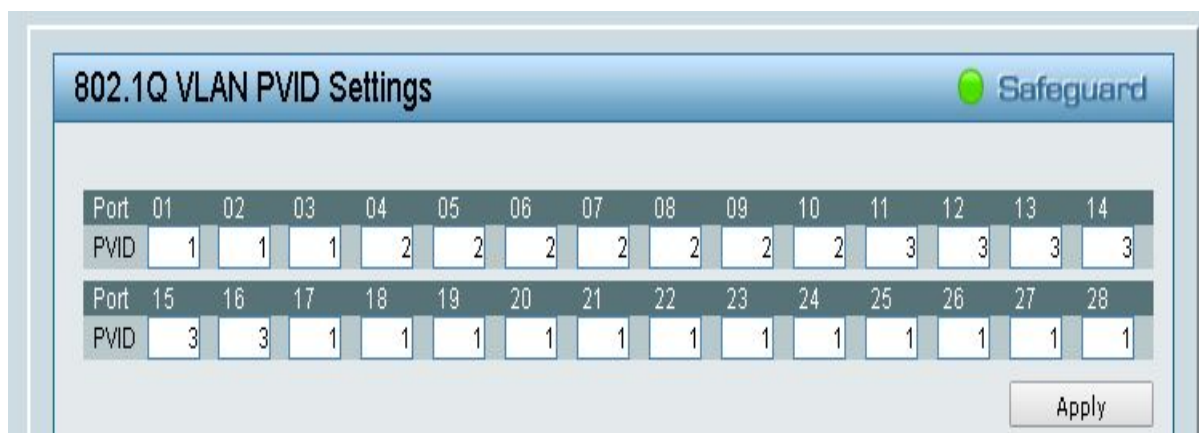 802.1Q VLAN PVID Settings Safeguard
Port 01 02 03 04 05 06 07 08 09 10 11 12 13 14
PVID 1 1 1 2 2 2 2 2 2 2 3 3 3 3
Port 15 16 17 18 19 20 21 22 23 24 25 26 27 28
PVID 3 3 1 1 1 1 1 1 1 1 1 1 1 1
Apply